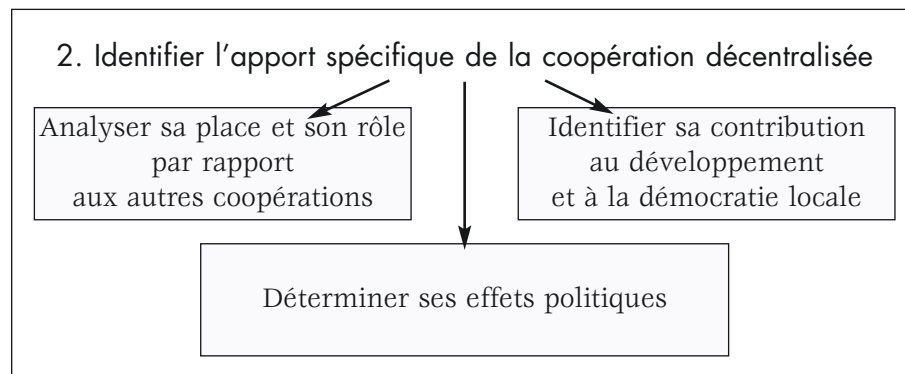 2. Identifier l’apport spécifique de la coopération décentralisée
Analyser sa place et son rôle
par rapport
aux autres coopérations
Identifier sa contribution
au développement
et à la démocratie locale
Déterminer ses effets politiques